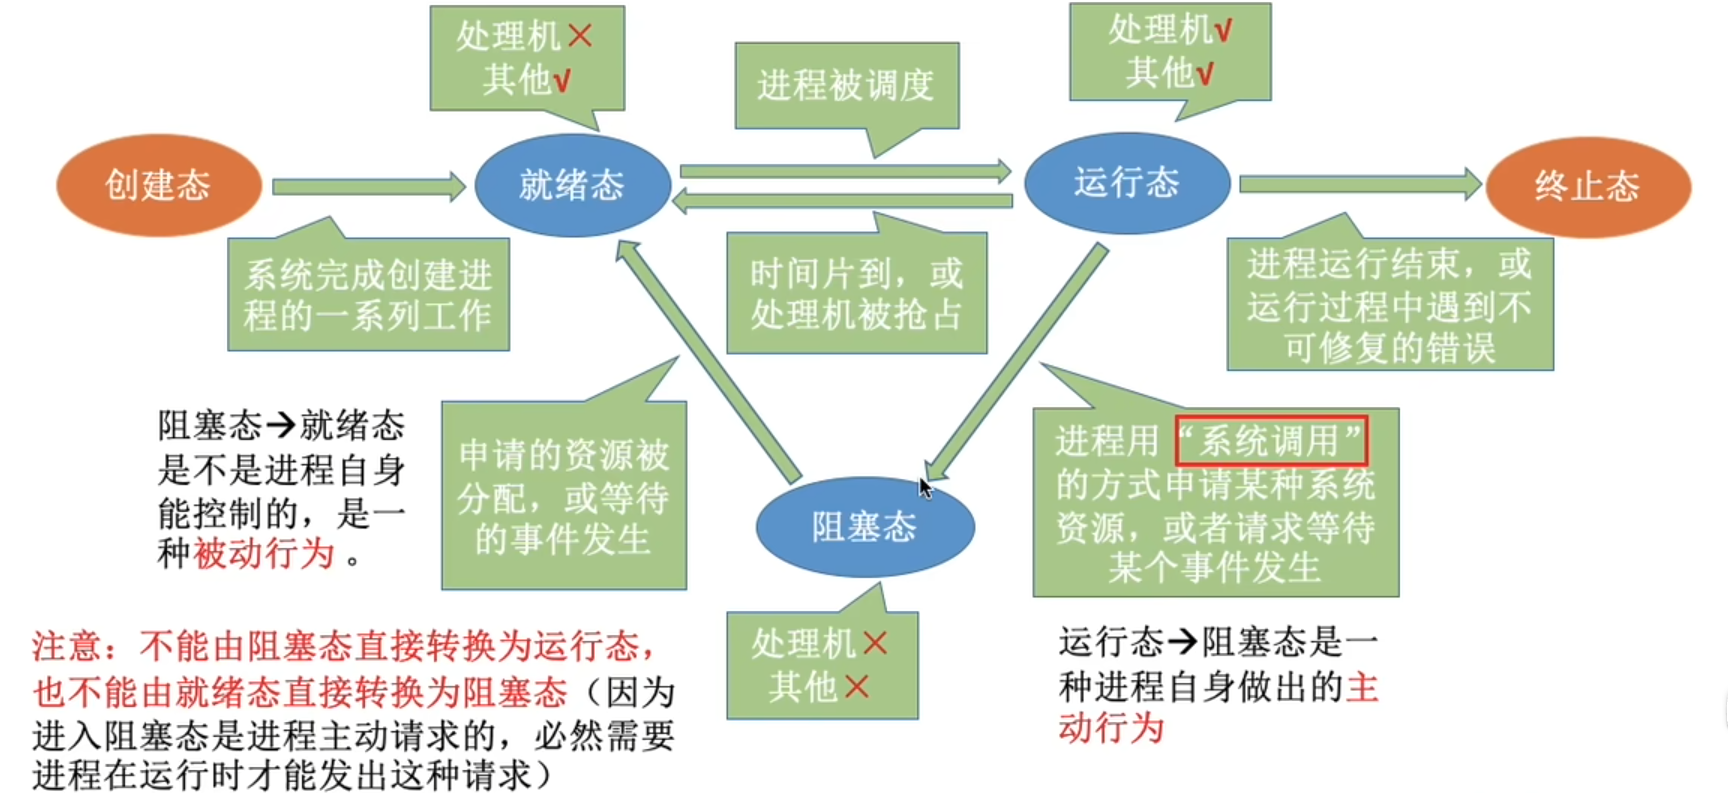 处理机×
其他√
进程被调度
处理机√
其他√
创建态
就绪态
运行态
终止态
系统完成创建进
程的一系列工作
时间片到，或
处理机被抢占
进程运行结束，或
运行过程中遇到不
可修复的错误
阻塞态→就绪态
是不是进程自身
能控制的，是一
种被动行为。
申请的资源被
分配，或等待
的事件发生
进程用“系统调用”
的方式申请某种系统
资源，或者请求等待
某个事件发生
阻塞态
处理机×
其他×
注意：不能由阻塞态直接转换为运行态，
也不能由就绪态直接转换为阻塞态（因为
进入阻塞态是进程主动请求的，必然需要
进程在运行时才能发出这种请求）
运行态→阻塞态是一
种进程自身做出的主
动行为